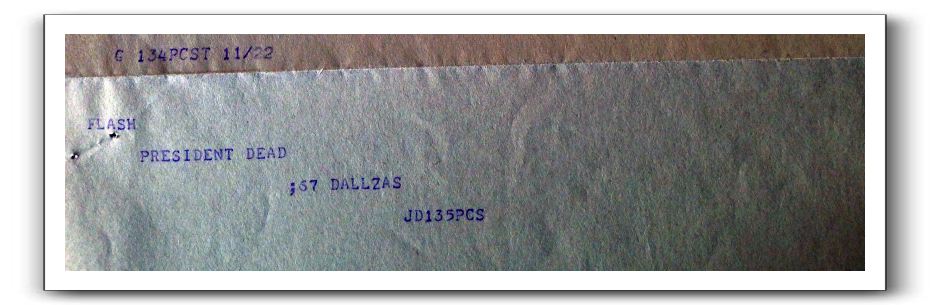 G 134PCST 11/22
FLASH
PRESIDENT DEAD
;67 DALLZAS
JD135PCS